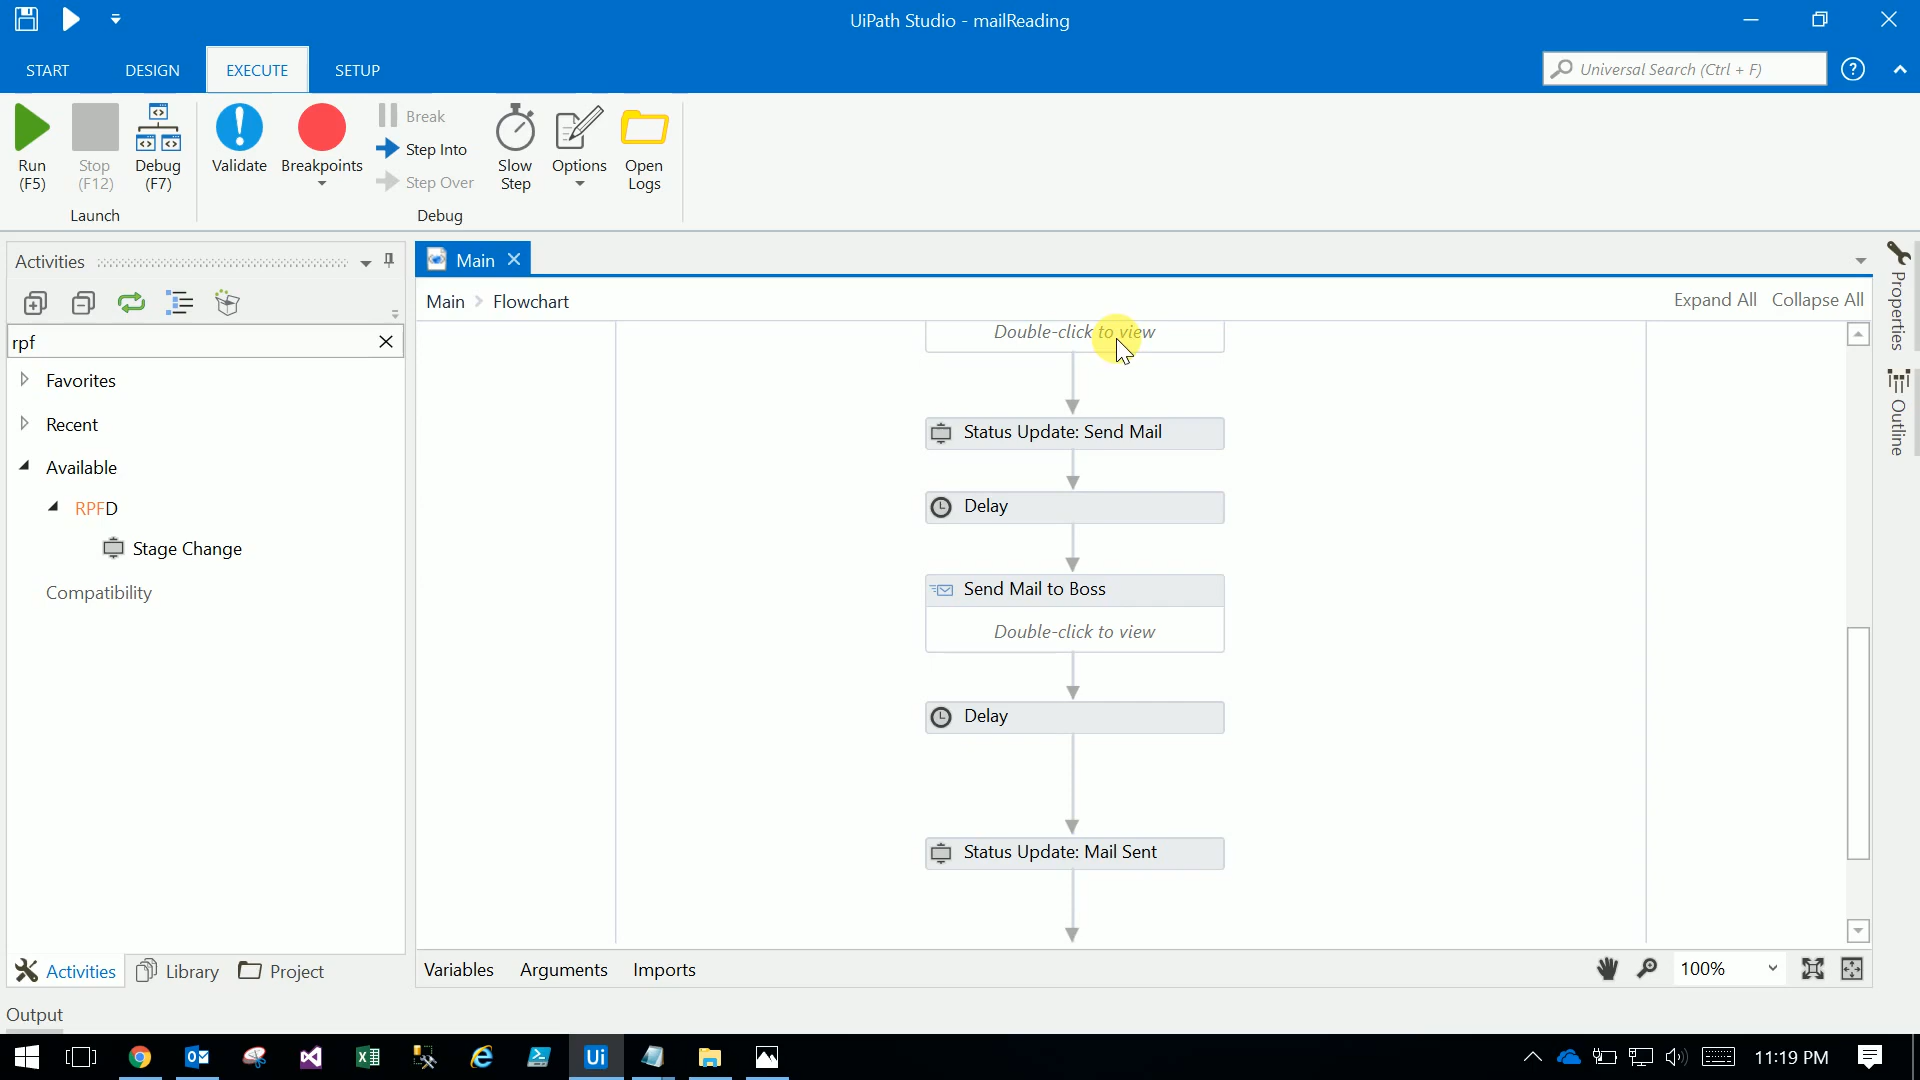 UiPath Studio - mailReading
START DESIGN EXECUTE SETUP
Universal Search (Ctrl + F)
Run (F5)
Stop (F12)
Debug (F7)
Launch
Validate
Breakpoints
Break
Step Into
Step Over
Slow Step
Options
Open Logs
Debug
Activities
rpf
Favorites
Recent
Available
RPFD
Stage Change
Compatibility
Activities Library Project
Main
Main Flowchart
Expand All Collapse All
Double-click to view
Status Update: Send Mail
Delay
Send Mail to Boss
Double-click to view
Delay
Status Update: Mail Sent
Variables Arguments Imports
100%
Properties
Outline
Output
Ui
11:19 PM